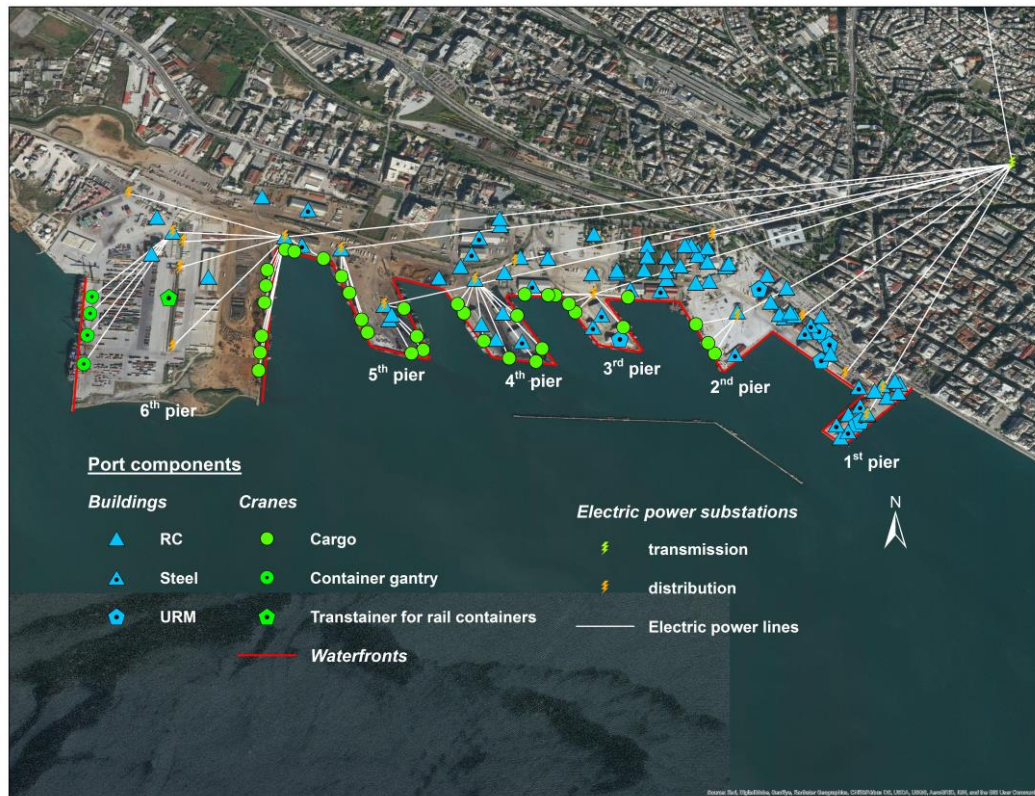 6th pier
5th pier
4th pier
3rd pier
2nd pier
1st pier
N
Port components
Buildings
RC
Steel
URM
Cranes
Cargo
Container gantry
Transtainer for rail containers
Waterfronts
Electric power substations
transmission
distribution
Electric power lines